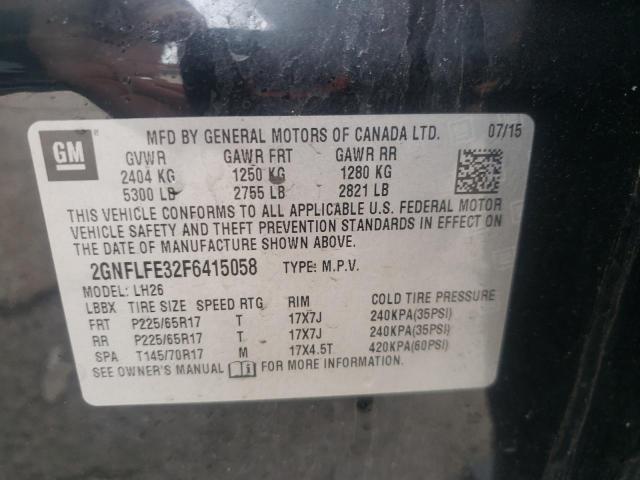 GM
MFD BY GENERAL MOTORS OF CANADA LTD. 07/15
GVWR GAWR FRT GAWR RR
2404 KG 1250 KG 1280 KG
5300 LB 2755 LB 2821 LB
THIS VEHICLE CONFORMS TO ALL APPLICABLE U.S. FEDERAL MOTOR
VEHICLE SAFETY AND THEFT PREVENTION STANDARDS IN EFFECT ON
THE DATE OF MANUFACTURE SHOWN ABOVE.
2GNFLFE32F6415058 TYPE: M.P.V.
MODEL: LH26
LBBX TIRE SIZE SPEED RTG RIM COLD TIRE PRESSURE
FRT P225/65R17 T 17X7J 240KPA(35PSI)
RR P225/65R17 T 17X7J 240KPA(35PSI)
SPA T145/70R17 M 17X4.5T 420KPA(60PSI)
SEE OWNER'S MANUAL FOR MORE INFORMATION.